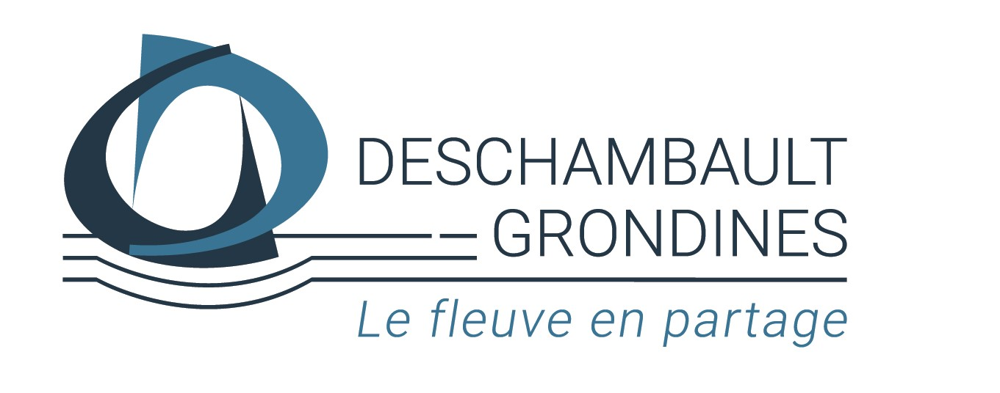 DESCHAMBAULT
GRONDINES
Le fleuve en partage